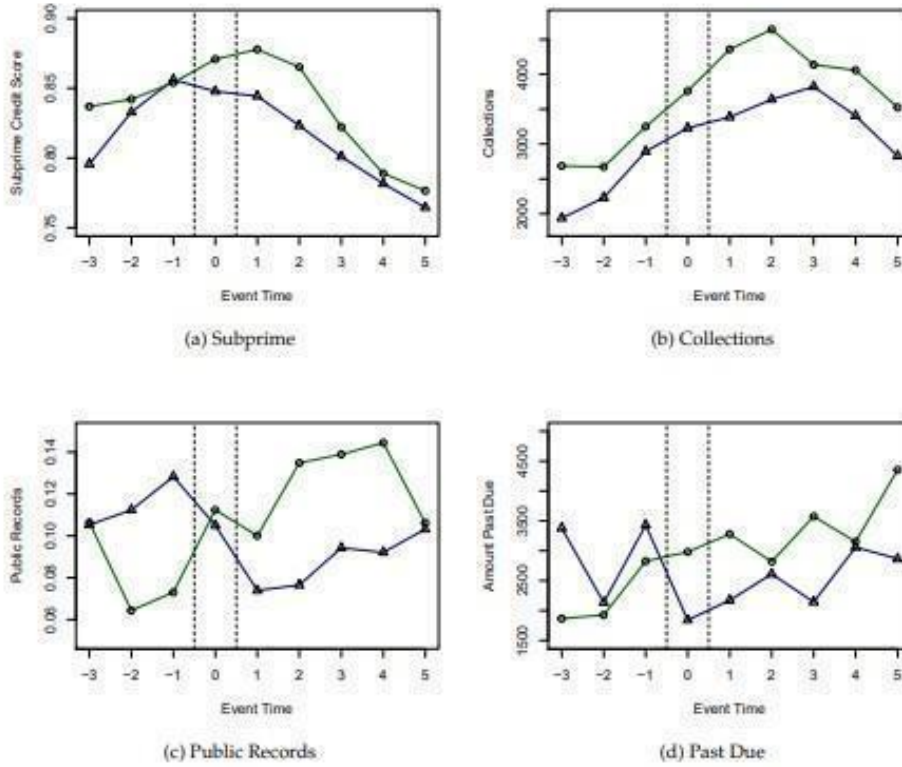 0.90
0.85
0.80
0.75
Subprime Credit Score
−3 −2 −1 0 1 2 3 4 5
Event Time
(a) Subprime
4000
3000
2000
Collections
−3 −2 −1 0 1 2 3 4 5
Event Time
(b) Collections
0.14
0.12
0.10
0.08
0.06
Public Records
−3 −2 −1 0 1 2 3 4 5
Event Time
(c) Public Records
4500
3500
2500
1500
Amount Past Due
−3 −2 −1 0 1 2 3 4 5
Event Time
(d) Past Due